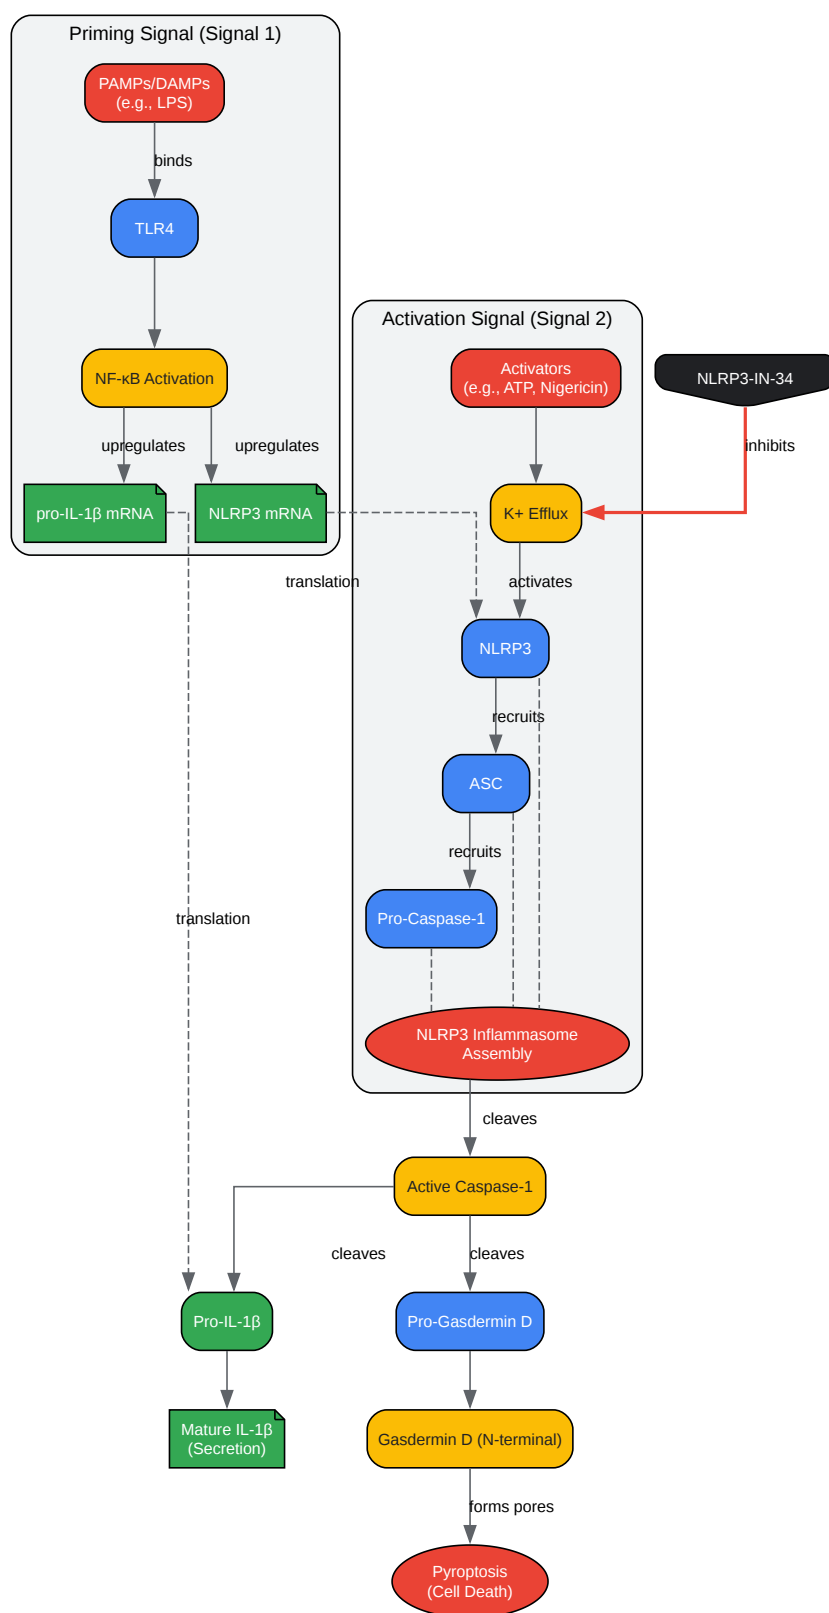 Priming Signal (Signal 1)
PAMPs/DAMPs
(e.g., LPS)
binds
TLR4
NF-κB Activation
upregulates
upregulates
pro-IL-1β mRNA
NLRP3 mRNA
translation
translation
Activation Signal (Signal 2)
Activators
(e.g., ATP, Nigericin)
NLRP3-IN-34
inhibits
K+ Efflux
activates
NLRP3
recruits
ASC
recruits
Pro-Caspase-1
NLRP3 Inflammasome
Assembly
cleaves
Active Caspase-1
cleaves
cleaves
Pro-IL-1β
Pro-Gasdermin D
Mature IL-1β
(Secretion)
Gasdermin D (N-terminal)
forms pores
Pyroptosis
(Cell Death)